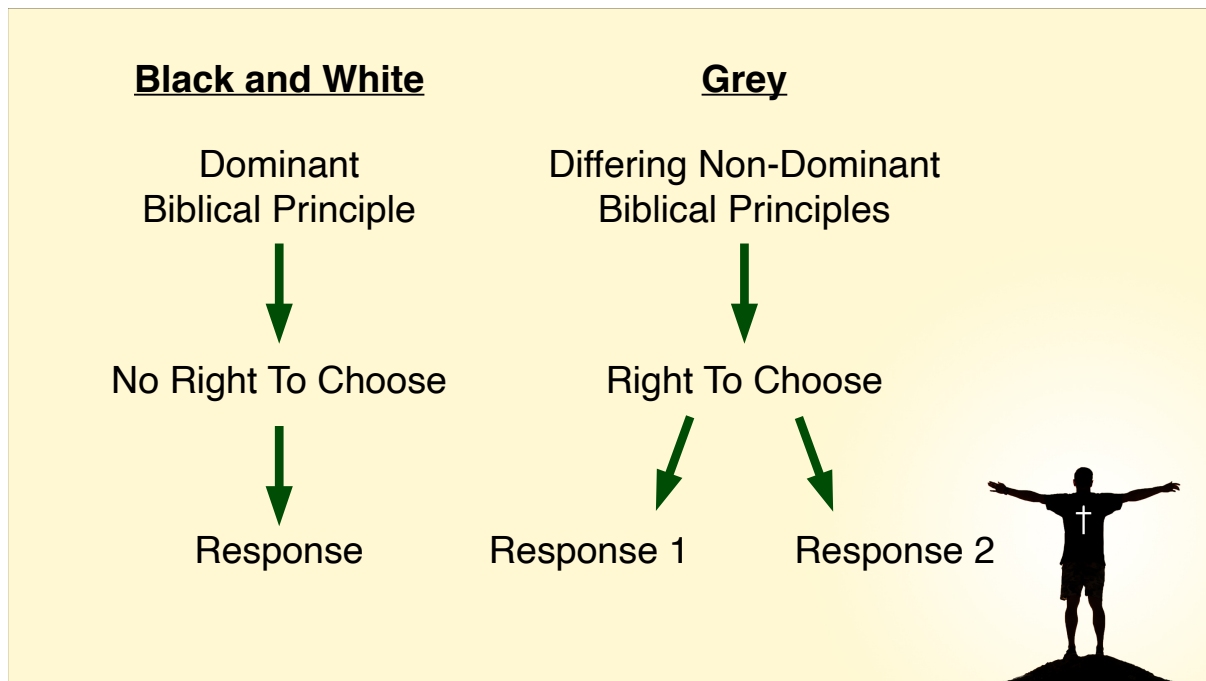 Black and White
Dominant
Biblical Principle
No Right To Choose
Response
Grey
Differing Non-Dominant
Biblical Principles
Right To Choose
Response 1
Response 2